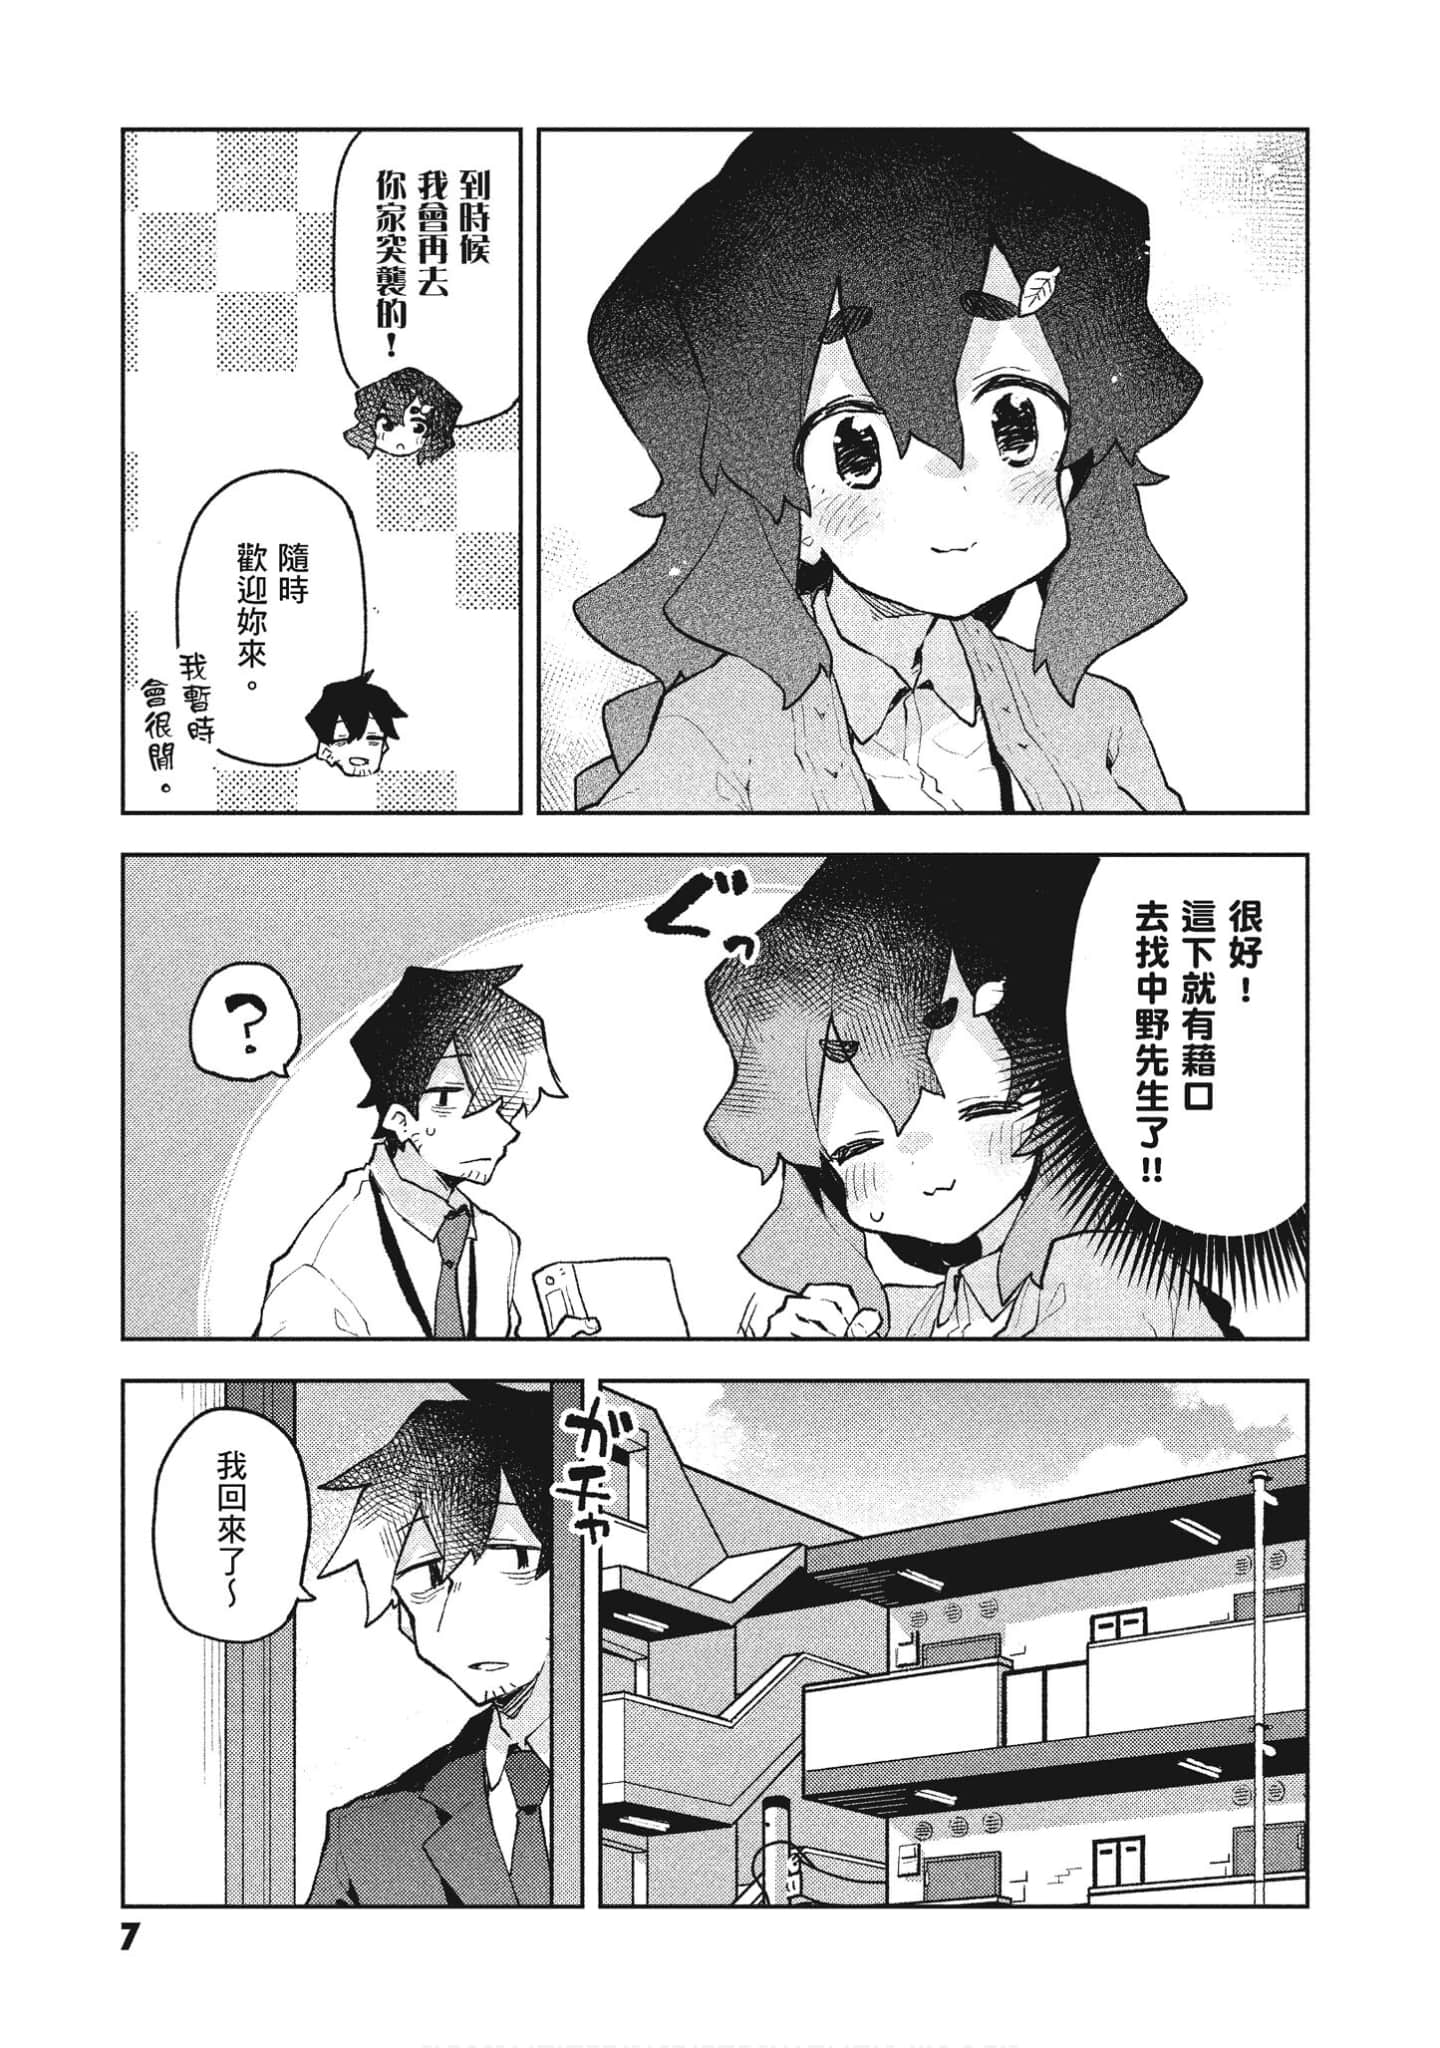 到時候
我會再去
你家突襲的！
隨時
歡迎妳來。
我暫時
會很閒。
很好！
這下就有藉口
去找中野先生了!!
ぐっ
？
ガチャ
我回來了～
7